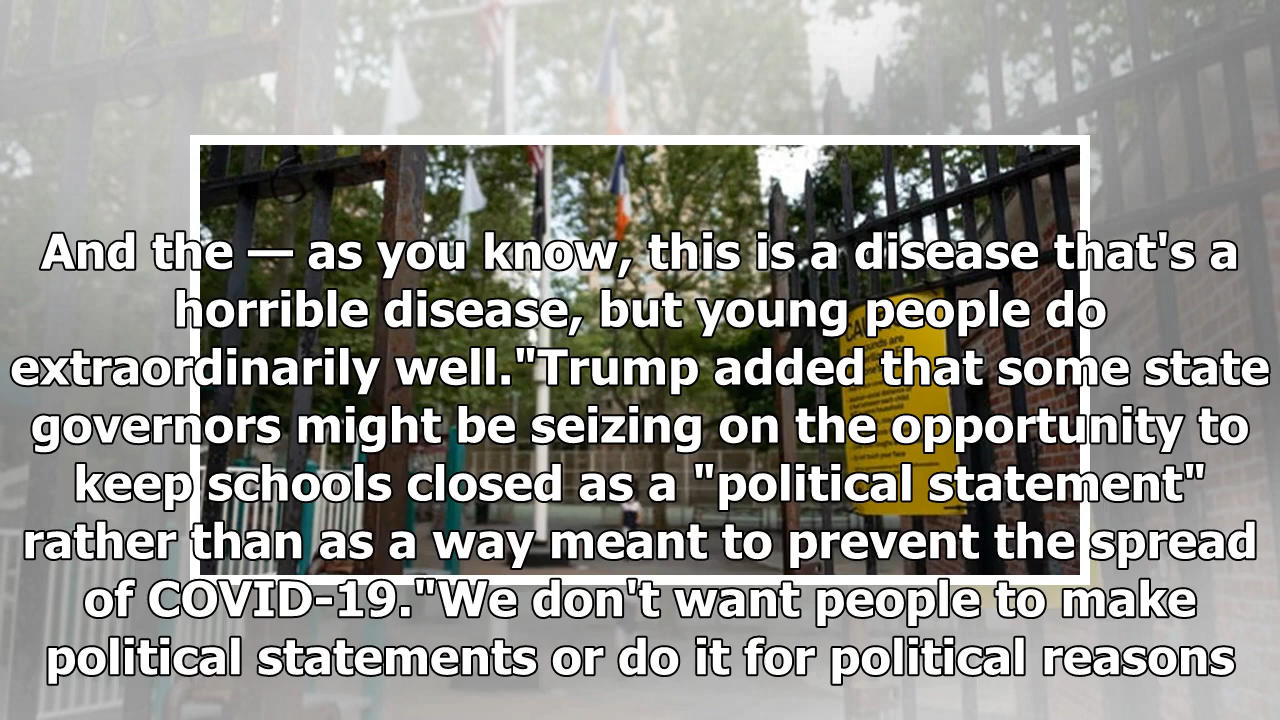 And the — as you know, this is a disease that's a
horrible disease, but young people do
extraordinarily well."Trump added that some state
governors might be seizing on the opportunity to
keep schools closed as a "political statement"
rather than as a way meant to prevent the spread
of COVID-19."We don't want people to make
political statements or do it for political reasons